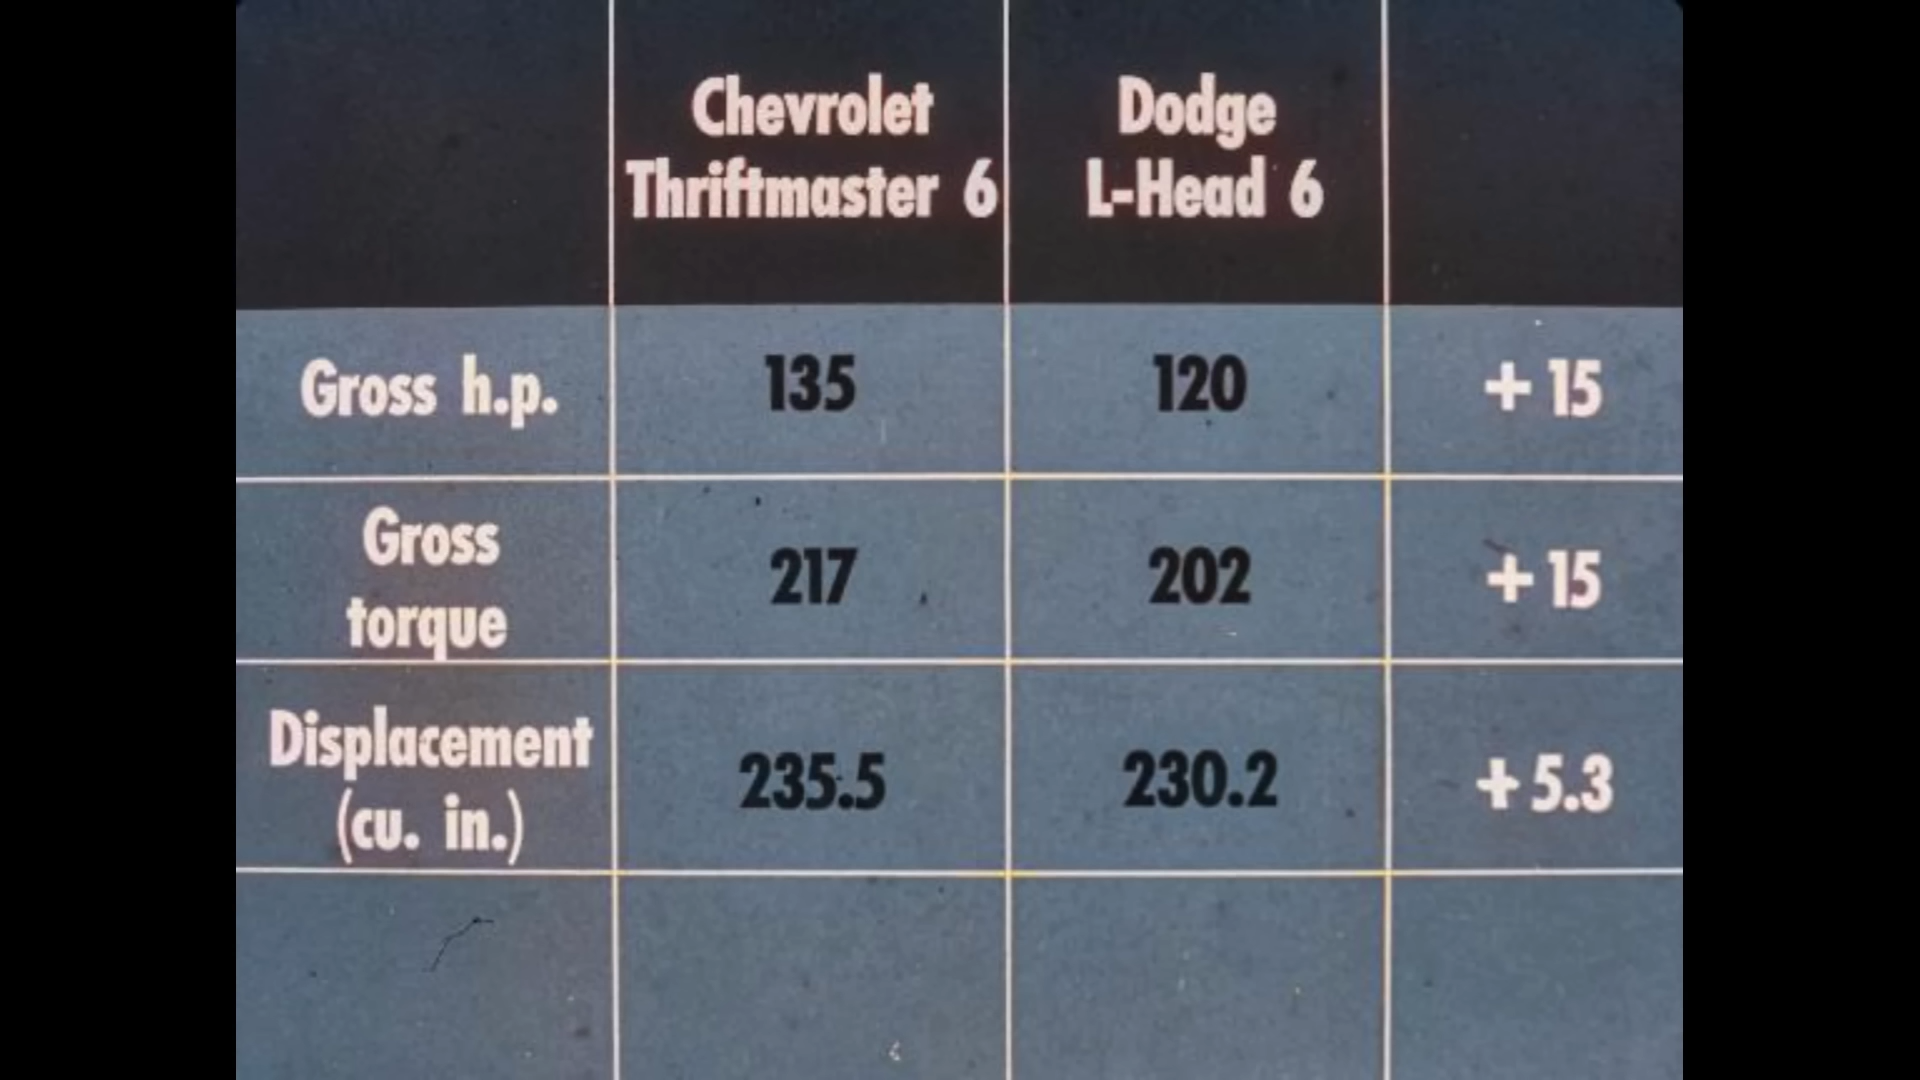 Chevrolet
Thriftmaster 6
Dodge
L-Head 6
Gross h.p.
135
120
+ 15
Gross
torque
217
202
+ 15
Displacement
(cu. in.)
235.5
230.2
+ 5.3